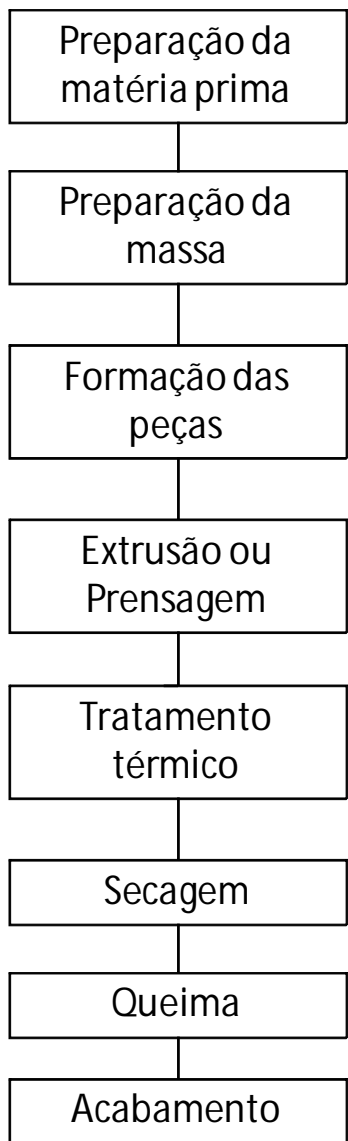 Preparação da
matéria prima
Preparação da
massa
Formação das
peças
Extrusão ou
Prensagem
Tratamento
térmico
Secagem
Queima
Acabamento